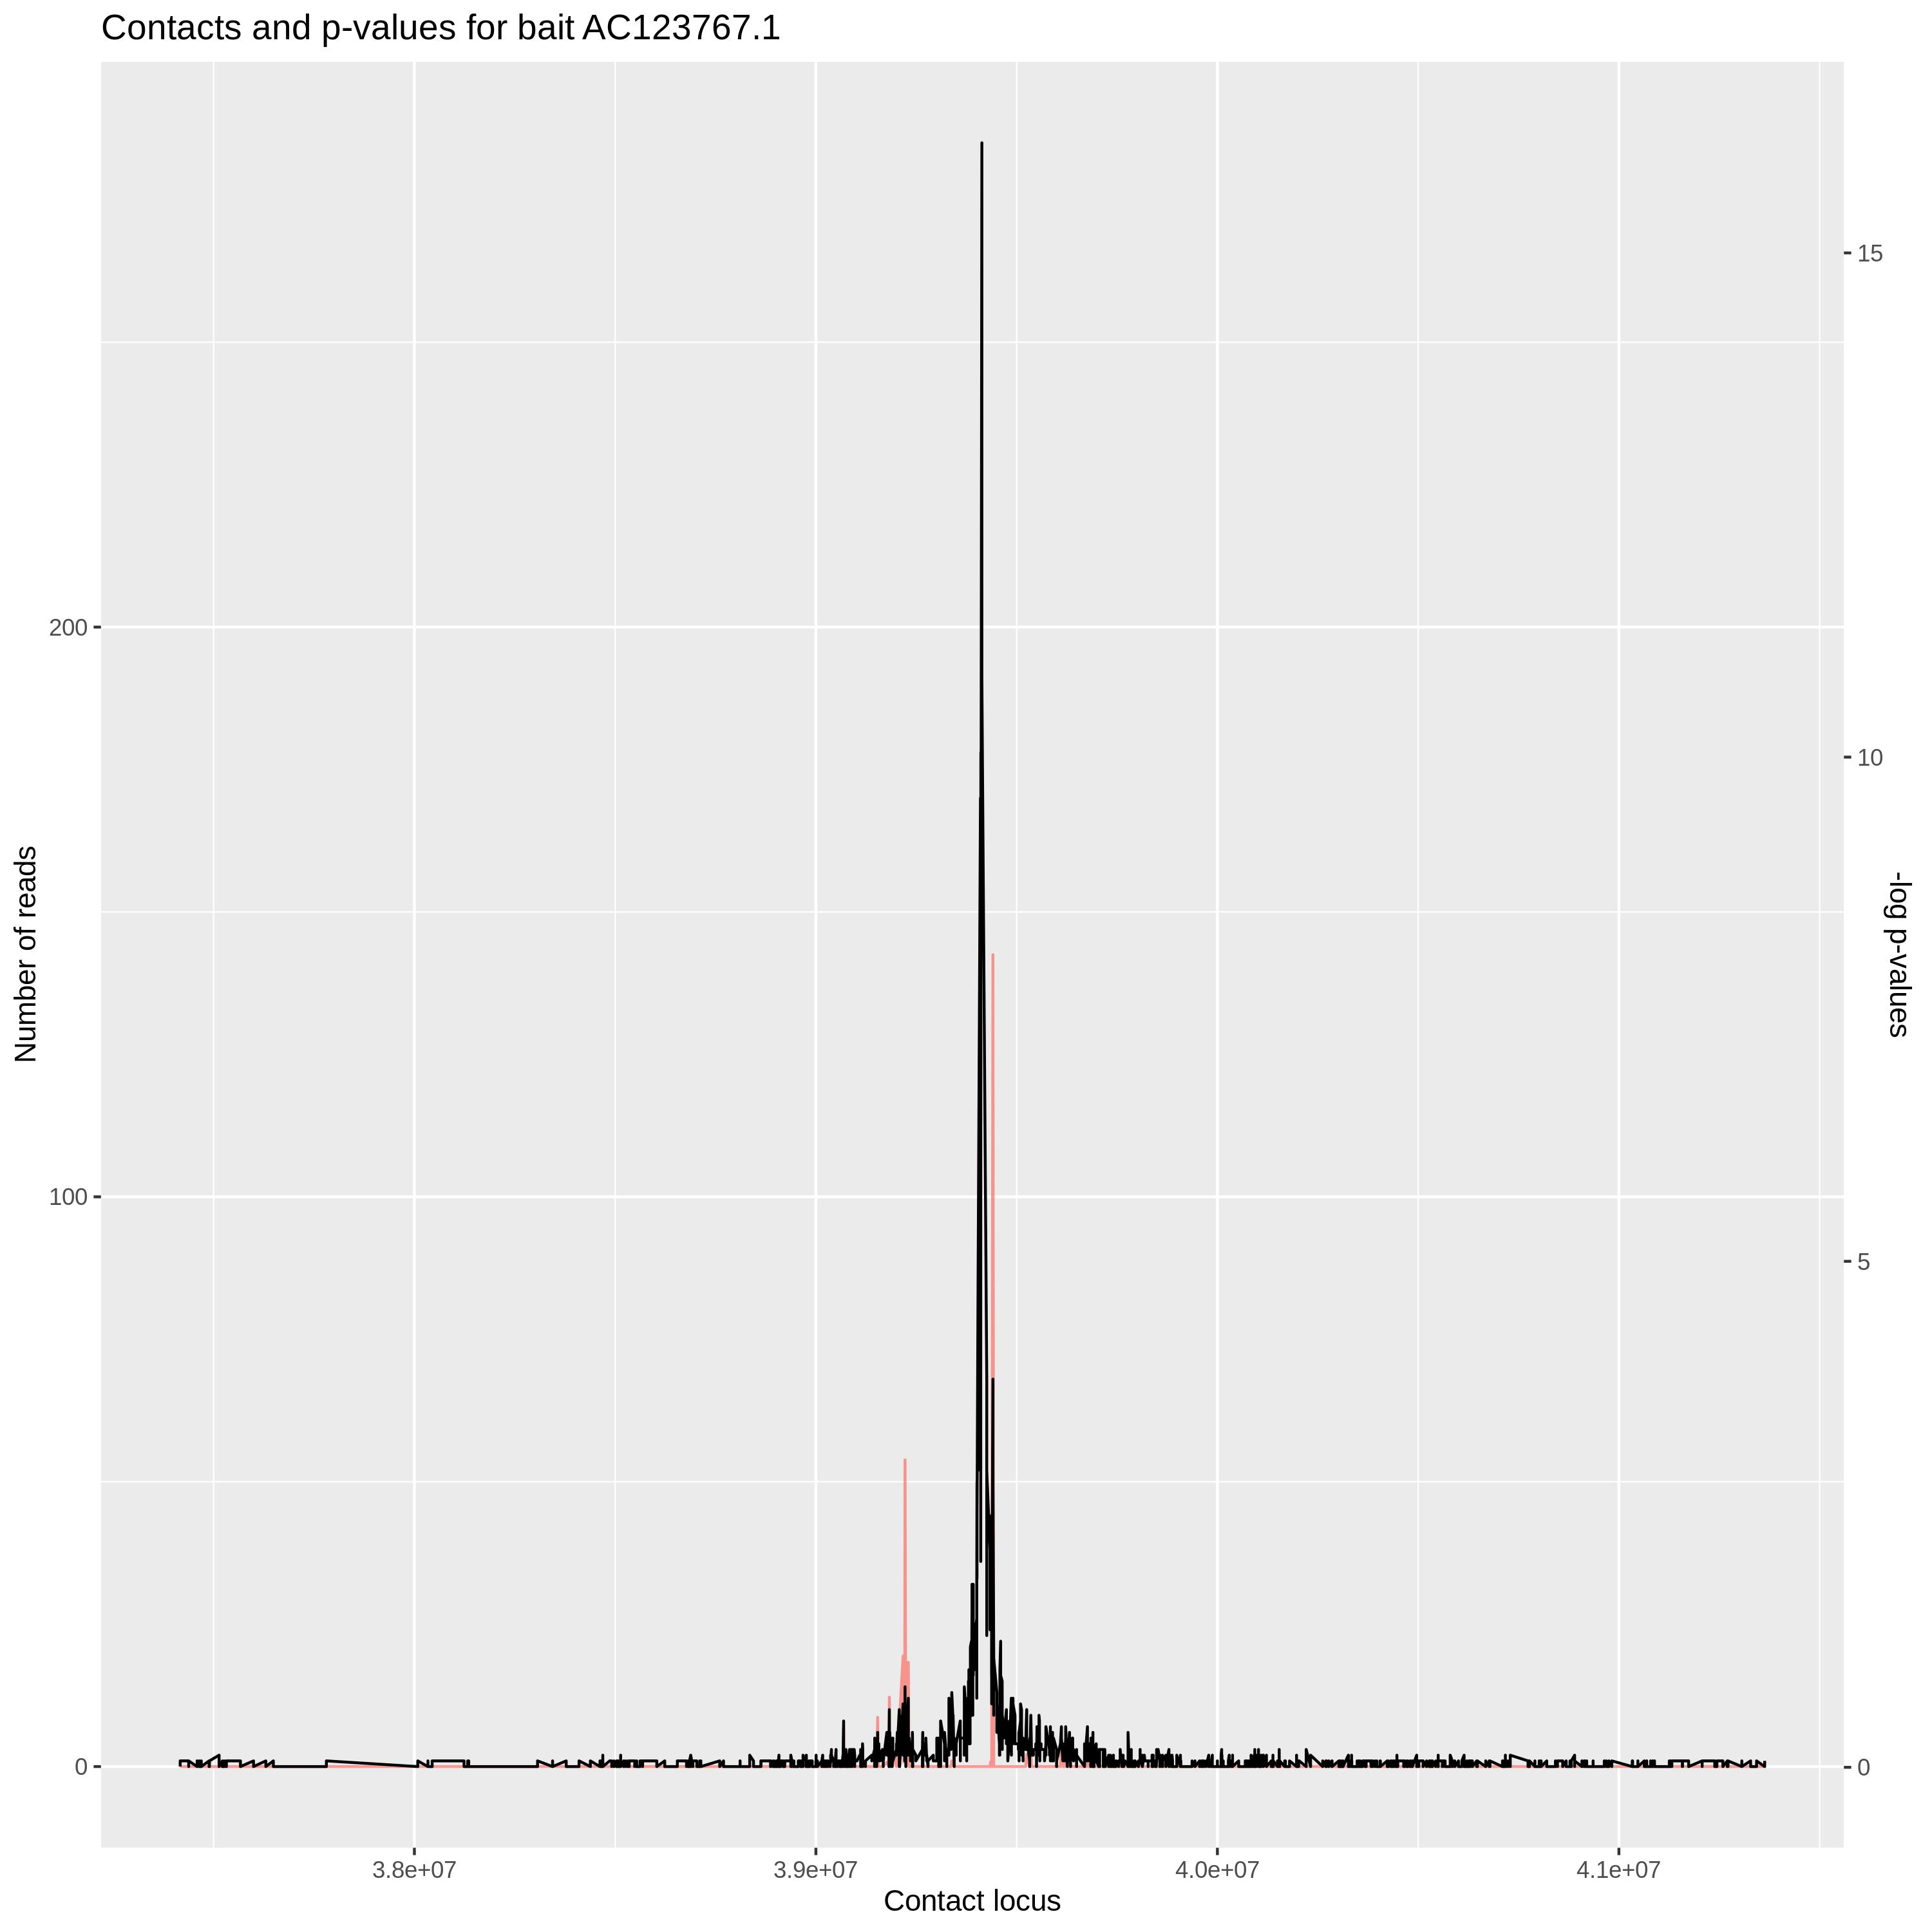 Contacts and p-values for bait AC123767.1
15
200
10
Number of reads
-log p-values
100
5
0
0
3.8e+07
3.9e+07
4.0e+07
4.1e+07
Contact locus